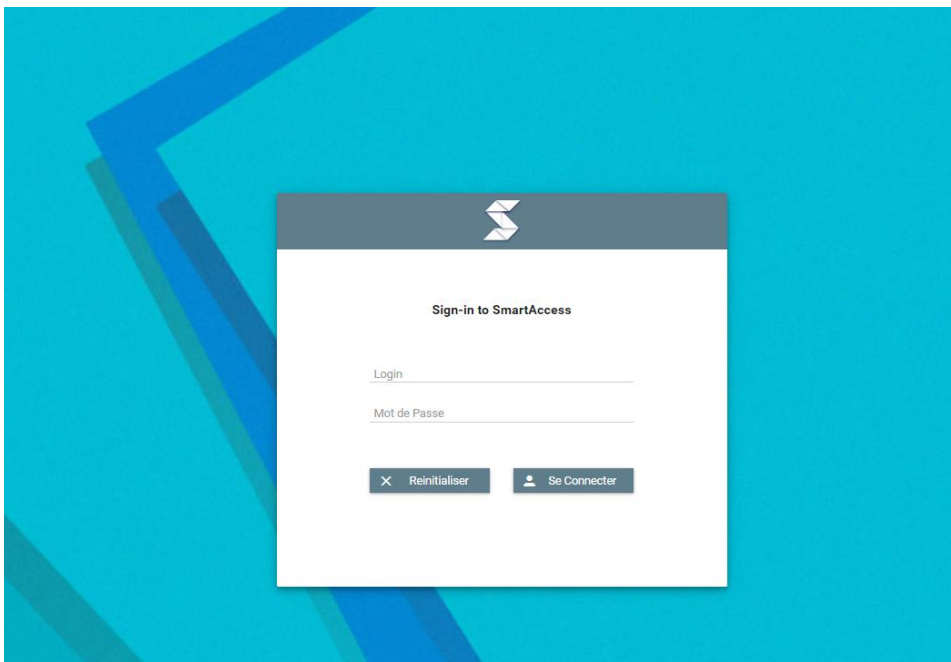 Sign-in to SmartAccess
Login
Mot de Passe
Reinitialiser
Se Connecter